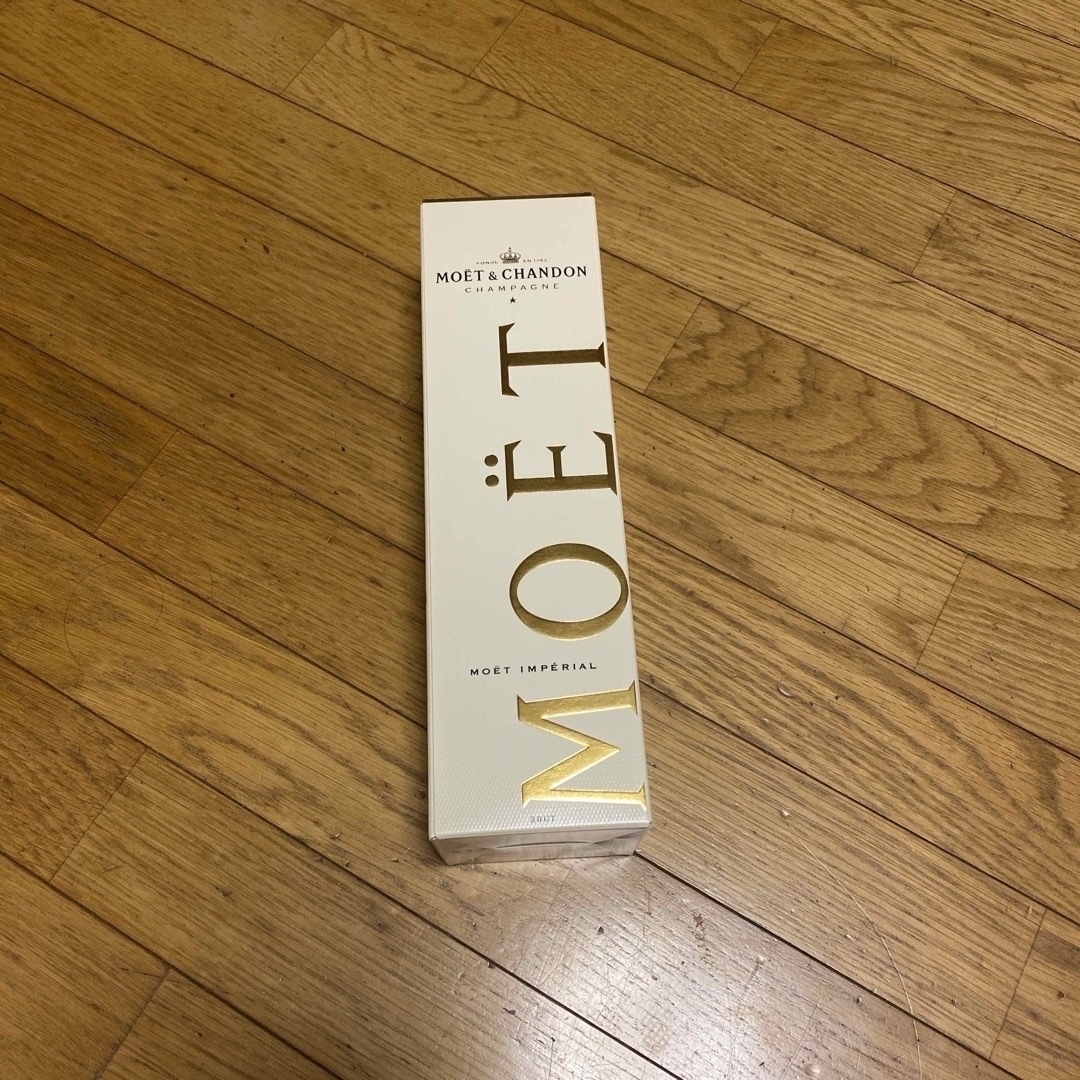 FONDÉ EN 1743
MOËT & CHANDON
CHAMPAGNE
MOËT
MOËT IMPÉRIAL
BRUT